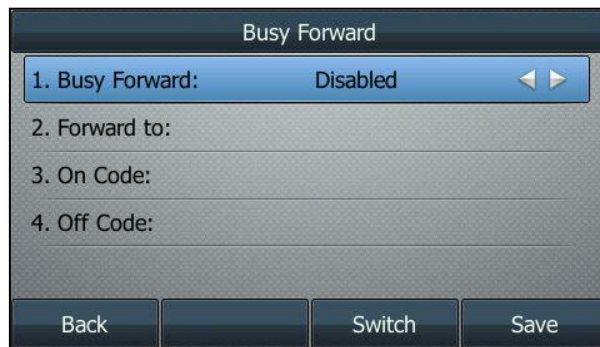 Busy Forward
1. Busy Forward: Disabled
2. Forward to:
3. On Code:
4. Off Code:
Back Switch Save